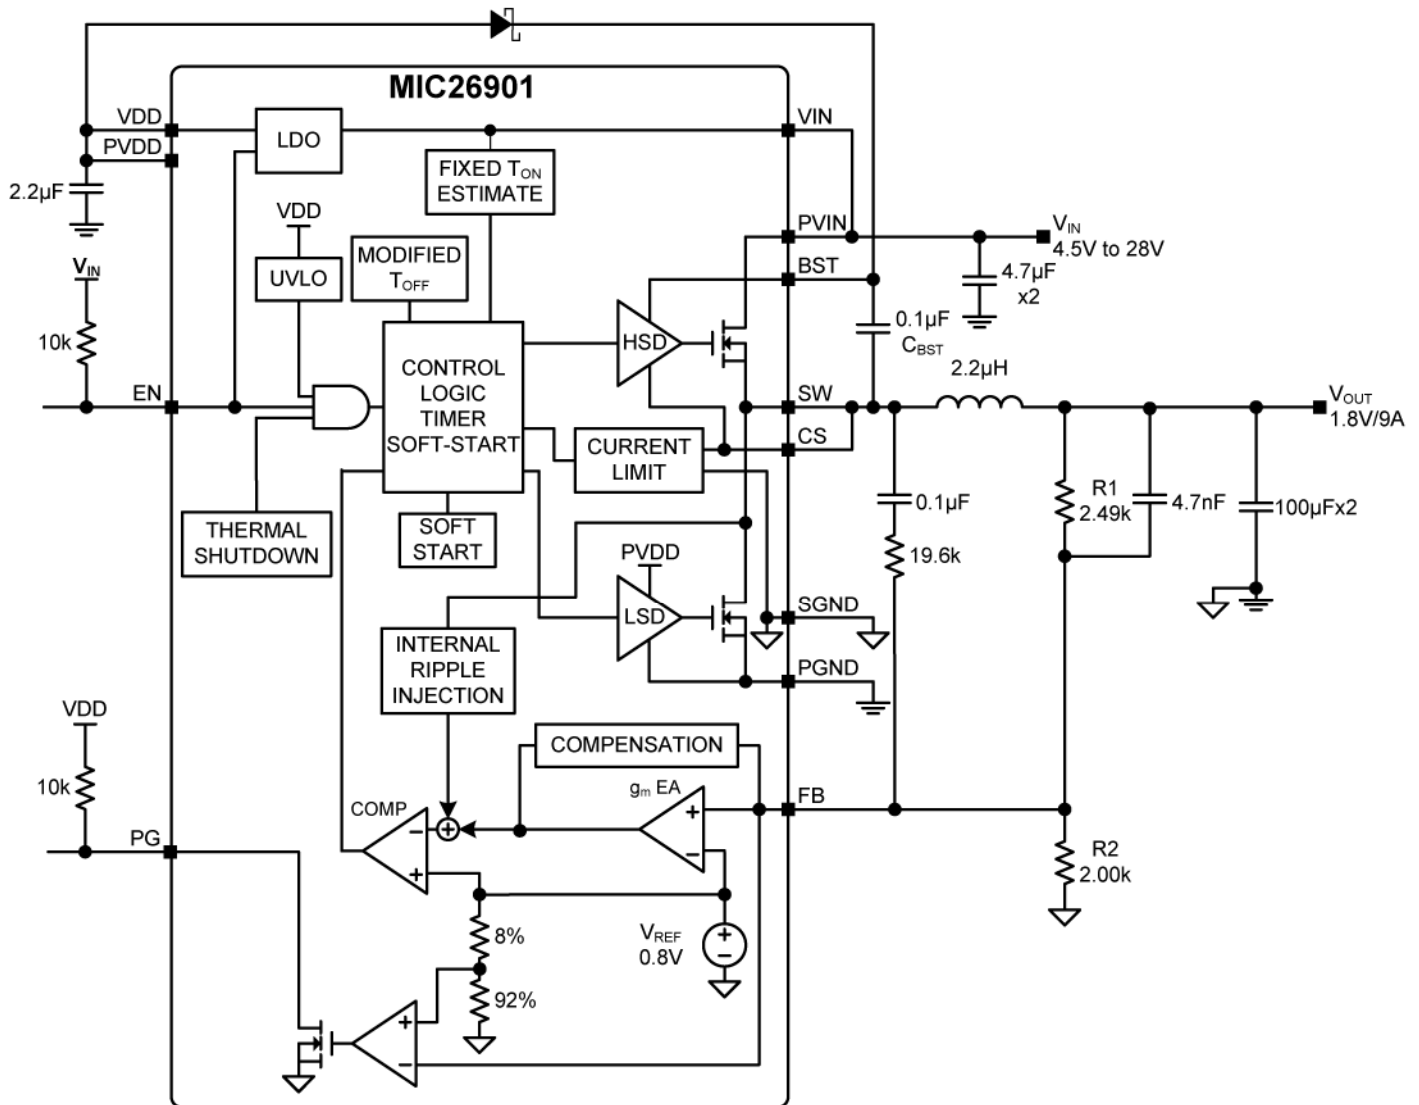 MIC26901
VDD
PVDD
2.2µF
LDO
VIN
FIXED TON
ESTIMATE
VDD
UVLO
MODIFIED
TOFF
PVIN
VIN
4.5V to 28V
BST
4.7µF
x2
VIN
10k
HSD
0.1µF
CBST
2.2µH
CONTROL
LOGIC
TIMER
SOFT-START
EN
SW
CS
VOUT
1.8V/9A
CURRENT
LIMIT
THERMAL
SHUTDOWN
SOFT
START
0.1µF
19.6k
R1
2.49k
4.7nF
100µFx2
PVDD
LSD
SGND
PGND
INTERNAL
RIPPLE
INJECTION
VDD
10k
PG
COMPENSATION
gm EA
COMP
+
−
+
−
+
FB
R2
2.00k
8%
92%
VREF
0.8V
+
−
+
−